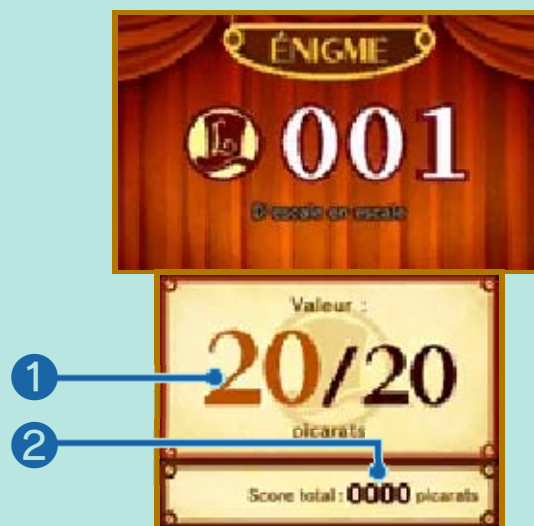 ÉNIGME
L 001
D'escale en escale
Valeur :
1 20/20
picarats
2
Score total : 0000 picarats